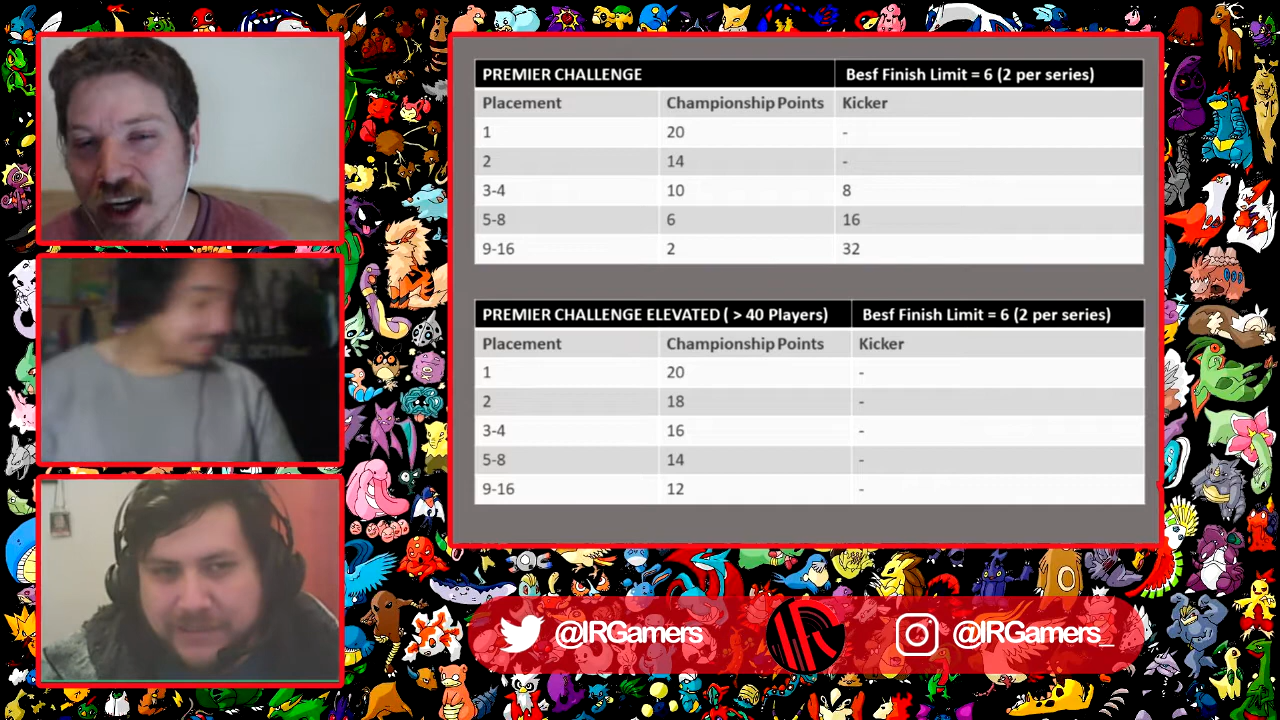 PREMIER CHALLENGE Besf Finish Limit = 6 (2 per series)
Placement Championship Points Kicker
1 20 -
2 14 -
3-4 10 8
5-8 6 16
9-16 2 32
PREMIER CHALLENGE ELEVATED ( > 40 Players) Besf Finish Limit = 6 (2 per series)
Placement Championship Points Kicker
1 20 -
2 18 -
3-4 16 -
5-8 14 -
9-16 12 -
@IRGamers @IRGamers_